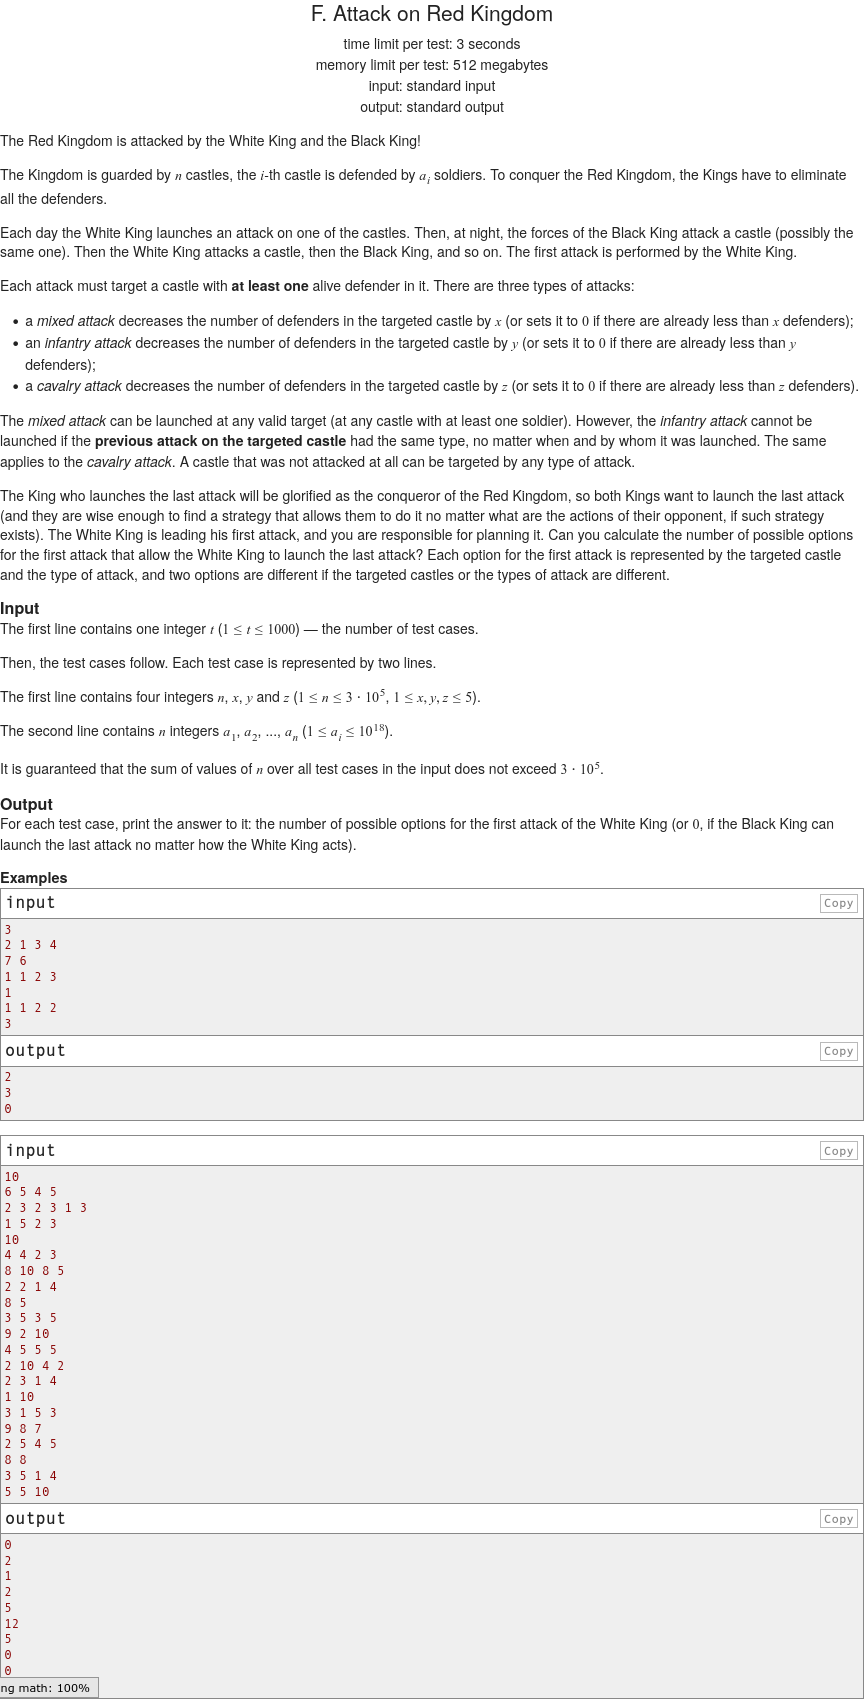 F. Attack on Red Kingdom
time limit per test: 3 seconds
memory limit per test: 512 megabytes
input: standard input
output: standard output
The Red Kingdom is attacked by the White King and the Black King!
The Kingdom is guarded by n castles, the i-th castle is defended by a_i soldiers. To conquer the Red Kingdom, the Kings have to eliminate
all the defenders.
Each day the White King launches an attack on one of the castles. Then, at night, the forces of the Black King attack a castle (possibly the
same one). Then the White King attacks a castle, then the Black King, and so on. The first attack is performed by the White King.
Each attack must target a castle with at least one alive defender in it. There are three types of attacks:
• a mixed attack decreases the number of defenders in the targeted castle by x (or sets it to 0 if there are already less than x defenders);
• an infantry attack decreases the number of defenders in the targeted castle by y (or sets it to 0 if there are already less than y
defenders);
• a cavalry attack decreases the number of defenders in the targeted castle by z (or sets it to 0 if there are already less than z defenders).
The mixed attack can be launched at any valid target (at any castle with at least one soldier). However, the infantry attack cannot be
launched if the previous attack on the targeted castle had the same type, no matter when and by whom it was launched. The same
applies to the cavalry attack. A castle that was not attacked at all can be targeted by any type of attack.
The King who launches the last attack will be glorified as the conqueror of the Red Kingdom, so both Kings want to launch the last attack
(and they are wise enough to find a strategy that allows them to do it no matter what are the actions of their opponent, if such strategy
exists). The White King is leading his first attack, and you are responsible for planning it. Can you calculate the number of possible options
for the first attack that allow the White King to launch the last attack? Each option for the first attack is represented by the targeted castle
and the type of attack, and two options are different if the targeted castles or the types of attack are different.
Input
The first line contains one integer t (1 ≤ t ≤ 1000) — the number of test cases.
Then, the test cases follow. Each test case is represented by two lines.
The first line contains four integers n, x, y and z (1 ≤ n ≤ 3 · 10^5, 1 ≤ x, y, z ≤ 5).
The second line contains n integers a_1, a_2, ..., a_n (1 ≤ a_i ≤ 10^18).
It is guaranteed that the sum of values of n over all test cases in the input does not exceed 3 · 10^5.
Output
For each test case, print the answer to it: the number of possible options for the first attack of the White King (or 0, if the Black King can
launch the last attack no matter how the White King acts).
Examples
input Copy
3
2 1 3 4
7 6
1 1 2 3
1
1 1 2 2
3
output Copy
2
3
0
input Copy
10
6 5 4 5
2 3 2 3 1 3
1 5 2 3
10
4 4 2 3
8 10 8 5
2 2 1 4
8 5
3 5 3 5
9 2 10
4 5 5 5
2 10 4 2
2 3 1 4
1 10
3 1 5 3
9 8 7
2 5 4 5
8 8
3 5 1 4
5 5 10
output Copy
0
2
1
2
5
12
5
0
0
ng math: 100%